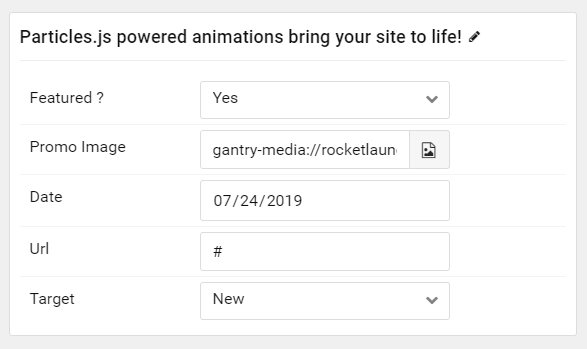 Particles.js powered animations bring your site to life!
Featured ? Yes
Promo Image gantry-media://rocketlaun
Date 07/24/2019
Url #
Target New